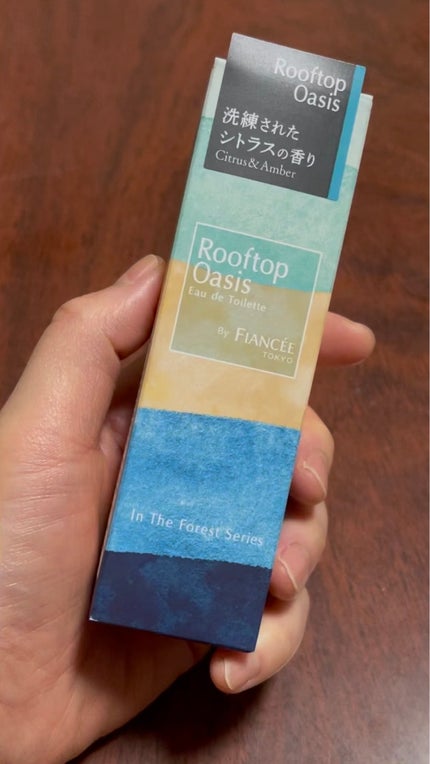 Rooftop
Oasis
洗練された
シトラスの香り
Citrus & Amber
Rooftop
Oasis
Eau de Toilette
By FIANCÉE
TOKYO
In The Forest Series